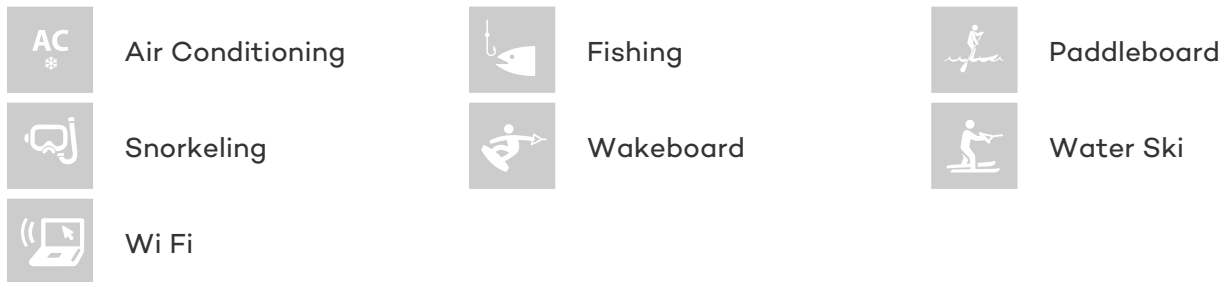 AC
Air Conditioning
Fishing
Paddleboard
Snorkeling
Wakeboard
Water Ski
Wi Fi